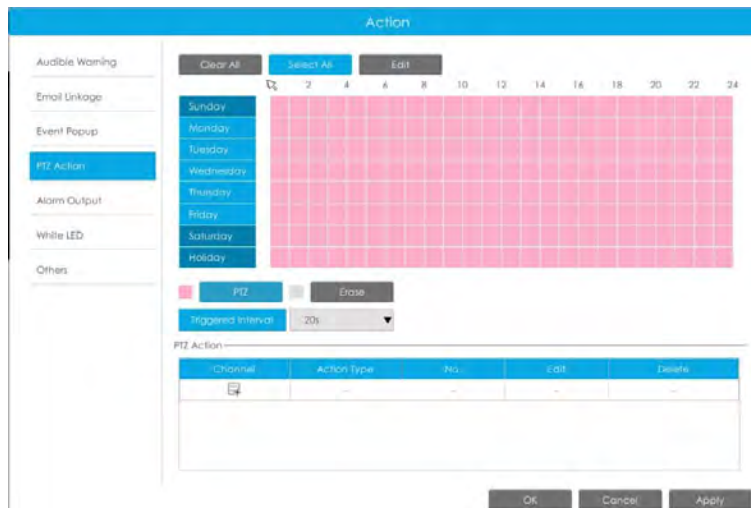 Action
Audible Warning
Email Linkage
Event Popup
PTZ Action
Alarm Output
White LED
Others
Clear All Select All Edit
2 4 6 8 10 12 14 16 18 20 22 24
Sunday
Monday
Tuesday
Wednesday
Thursday
Friday
Saturday
Holiday
PTZ Erase
Triggered Interval 20s
PTZ Action
Channel Action Type No. Edit Delete
-- -- -- --
OK Cancel Apply